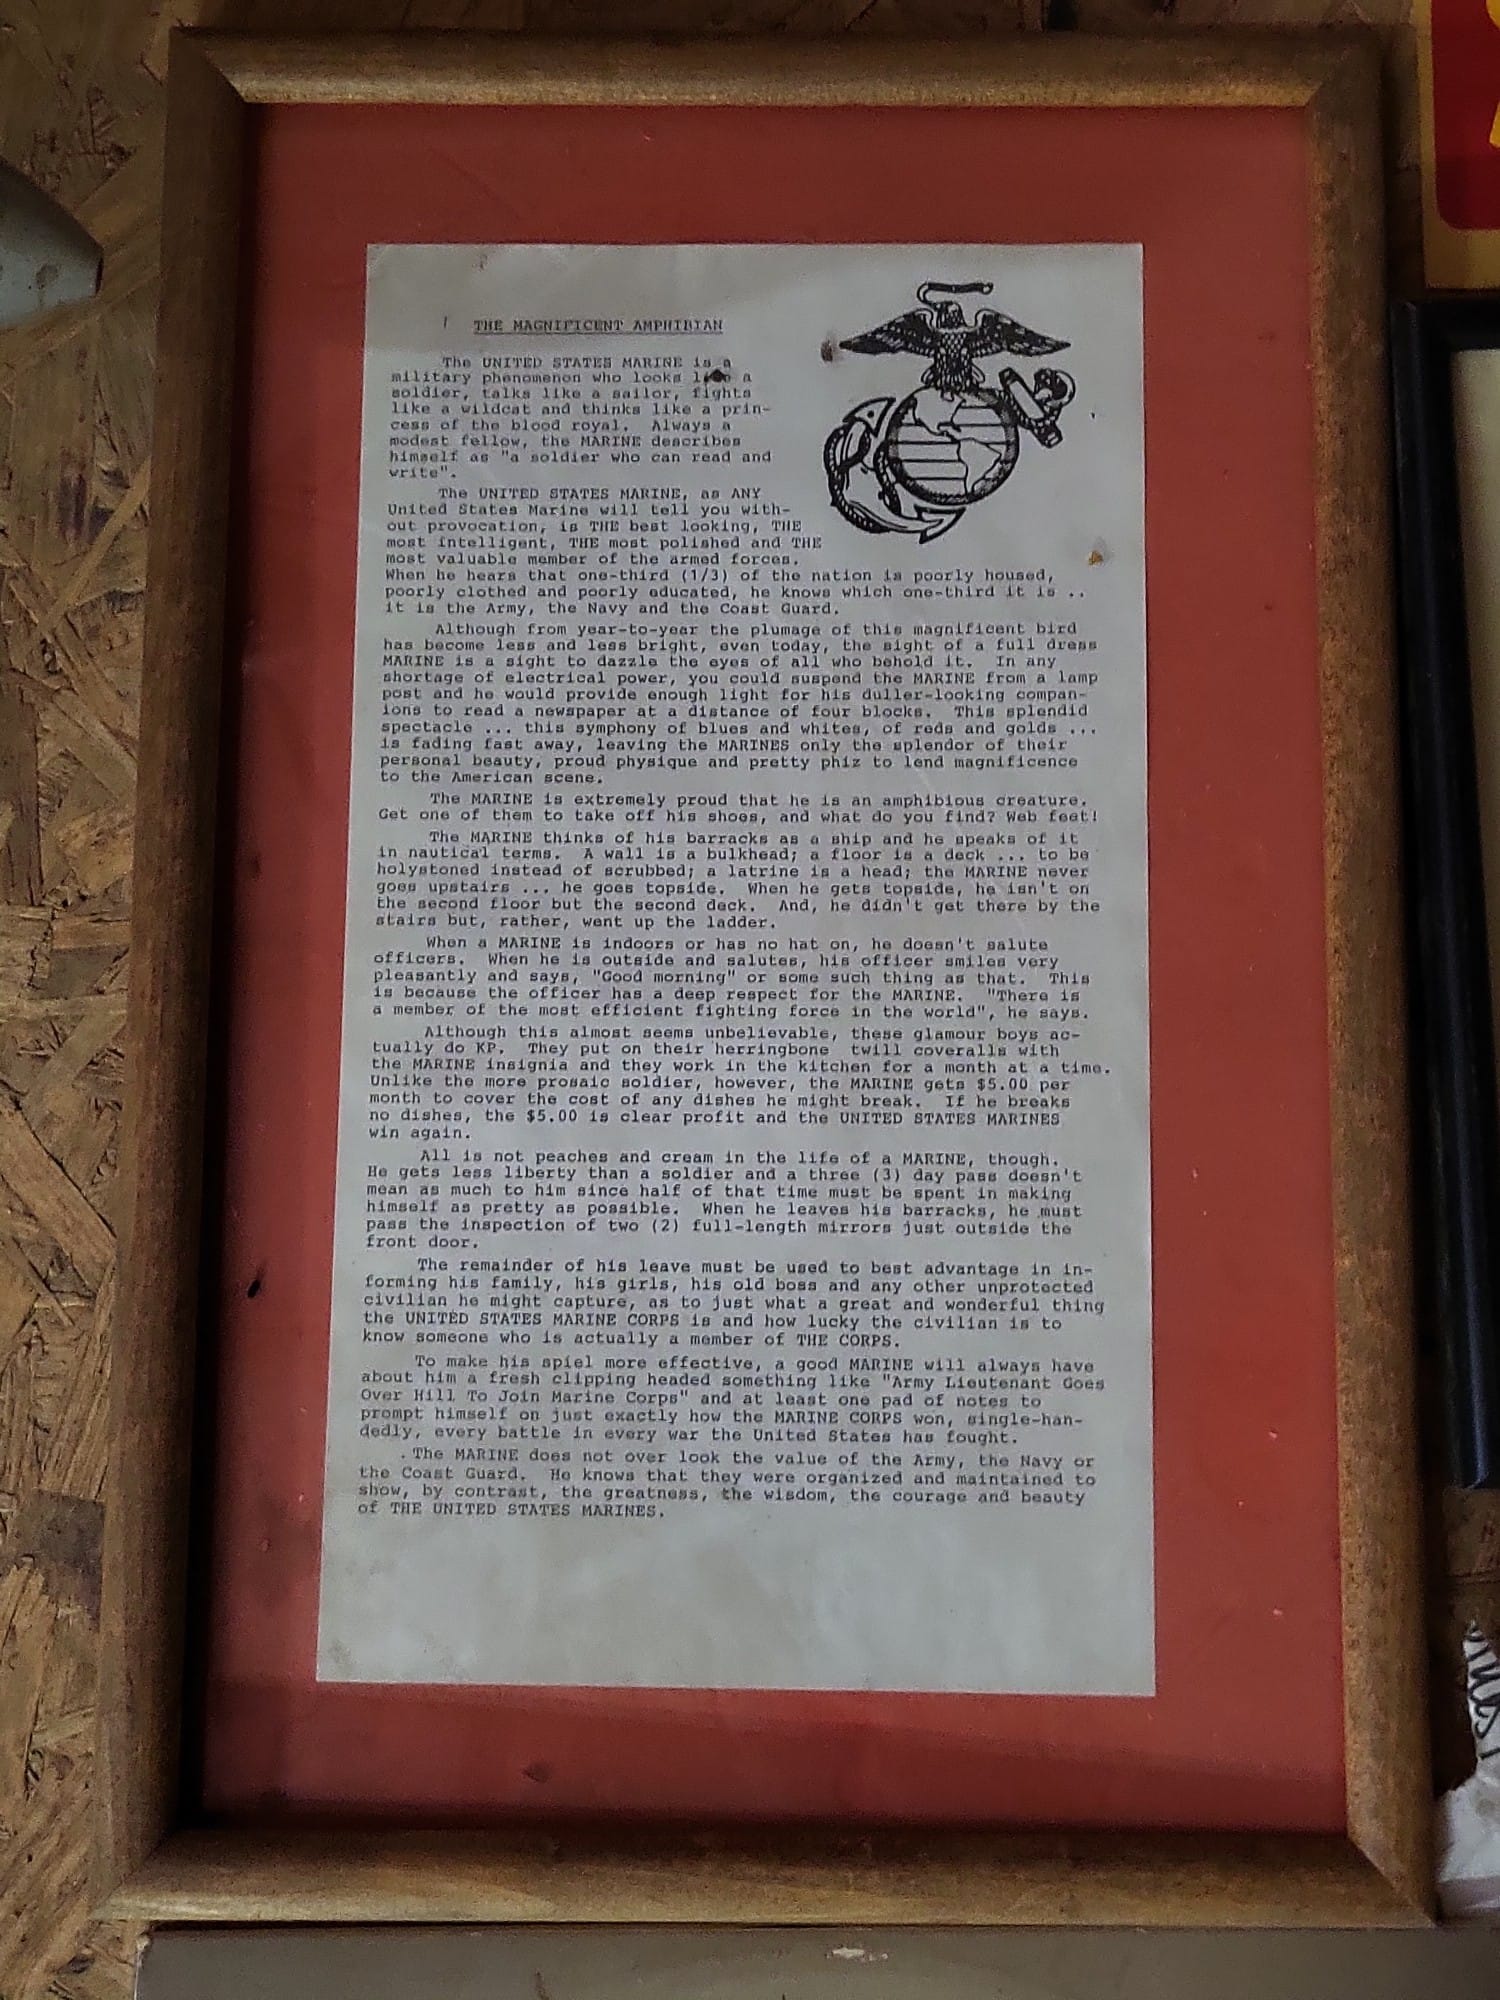 THE MAGNIFICENT AMPHIBIAN
The UNITED STATES MARINE is a
military phenomenon who looks like a
soldier, talks like a sailor, fights
like a wildcat and thinks like a prin-
cess of the blood royal. Always a
modest fellow, the MARINE describes
himself as "a soldier who can read and
write".
The UNITED STATES MARINE, as ANY
United States Marine will tell you with-
out provocation, is THE best looking, THE
most intelligent, THE most polished and THE
most valuable member of the armed forces.
When he hears that one-third (1/3) of the nation is poorly housed,
poorly clothed and poorly educated, he knows which one-third it is ..
it is the Army, the Navy and the Coast Guard.
Although from year-to-year the plumage of this magnificent bird
has become less and less bright, even today, the sight of a full dress
MARINE is a sight to dazzle the eyes of all who behold it. In any
shortage of electrical power, you could suspend the MARINE from a lamp
post and he would provide enough light for his duller-looking compan-
ions to read a newspaper at a distance of four blocks. This splendid
spectacle ... this symphony of blues and whites, of reds and golds ...
is fading fast away, leaving the MARINES only the splendor of their
personal beauty, proud physique and pretty phiz to lend magnificence
to the American scene.
The MARINE is extremely proud that he is an amphibious creature.
Get one of them to take off his shoes, and what do you find? Web feet!
The MARINE thinks of his barracks as a ship and he speaks of it
in nautical terms. A wall is a bulkhead; a floor is a deck ... to be
holystoned instead of scrubbed; a latrine is a head; the MARINE never
goes upstairs ... he goes topside. When he gets topside, he isn't on
the second floor but the second deck. And, he didn't get there by the
stairs but, rather, went up the ladder.
When a MARINE is indoors or has no hat on, he doesn't salute
officers. When he is outside and salutes, his officer smiles very
pleasantly and says, "Good morning" or some such thing as that. This
is because the officer has a deep respect for the MARINE. "There is
a member of the most efficient fighting force in the world", he says.
Although this almost seems unbelievable, these glamour boys ac-
tually do KP. They put on their herringbone twill coveralls with
the MARINE insignia and they work in the kitchen for a month at a time.
Unlike the more prosaic soldier, however, the MARINE gets $5.00 per
month to cover the cost of any dishes he might break. If he breaks
no dishes, the $5.00 is clear profit and the UNITED STATES MARINES
win again.
All is not peaches and cream in the life of a MARINE, though.
He gets less liberty than a soldier and a three (3) day pass doesn't
mean as much to him since half of that time must be spent in making
himself as pretty as possible. When he leaves his barracks, he must
pass the inspection of two (2) full-length mirrors just outside the
front door.
The remainder of his leave must be used to best advantage in in-
forming his family, his girls, his old boss and any other unprotected
civilian he might capture, as to just what a great and wonderful thing
the UNITED STATES MARINE CORPS is and how lucky the civilian is to
know someone who is actually a member of THE CORPS.
To make his spiel more effective, a good MARINE will always have
about him a fresh clipping headed something like "Army Lieutenant Goes
Over Hill To Join Marine Corps" and at least one pad of notes to
prompt himself on just exactly how the MARINE CORPS won, single-han-
dedly, every battle in every war the United States has fought.
The MARINE does not over look the value of the Army, the Navy or
the Coast Guard. He knows that they were organized and maintained to
show, by contrast, the greatness, the wisdom, the courage and beauty
of THE UNITED STATES MARINES.